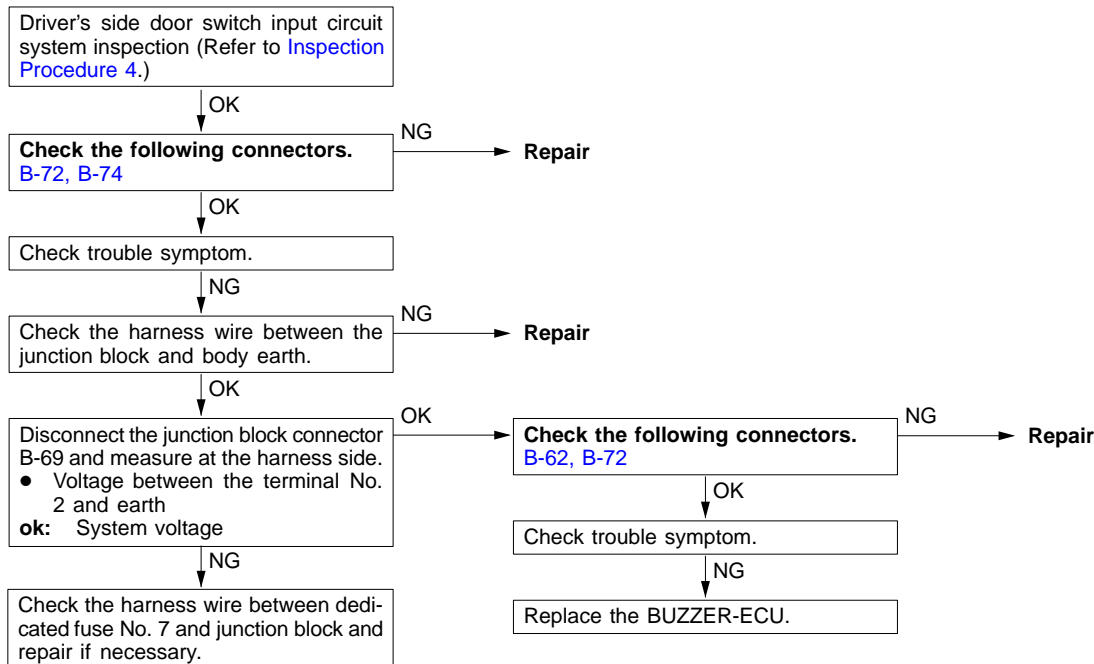 Driver's side door switch input circuit
system inspection (Refer to Inspection
Procedure 4.)
OK
Check the following connectors.
B-72, B-74
NG
Repair
OK
Check trouble symptom.
NG
Check the harness wire between the
junction block and body earth.
NG
Repair
OK
Disconnect the junction block connector
B-69 and measure at the harness side.
● Voltage between the terminal No.
2 and earth
ok: System voltage
OK
Check the following connectors.
B-62, B-72
NG
Repair
OK
Check trouble symptom.
NG
Replace the BUZZER-ECU.
NG
Check the harness wire between dedi-
cated fuse No. 7 and junction block and
repair if necessary.